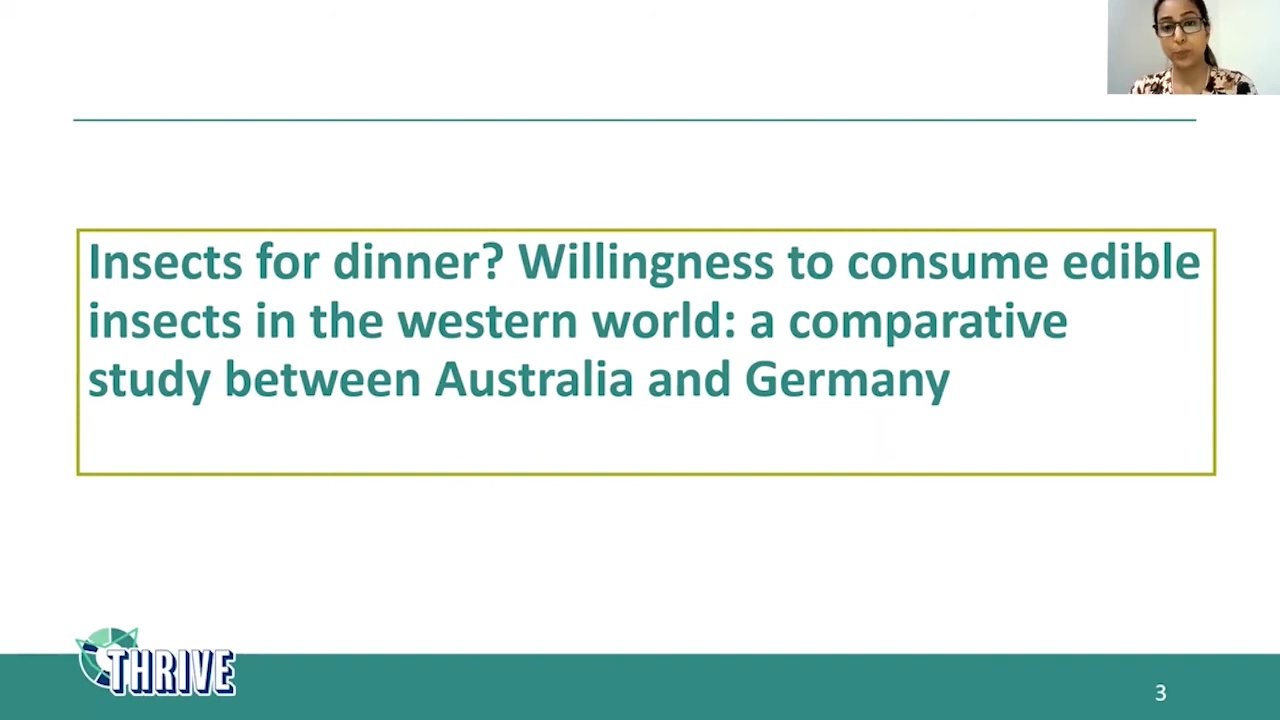 Insects for dinner? Willingness to consume edible
insects in the western world: a comparative
study between Australia and Germany
THRIVE
3